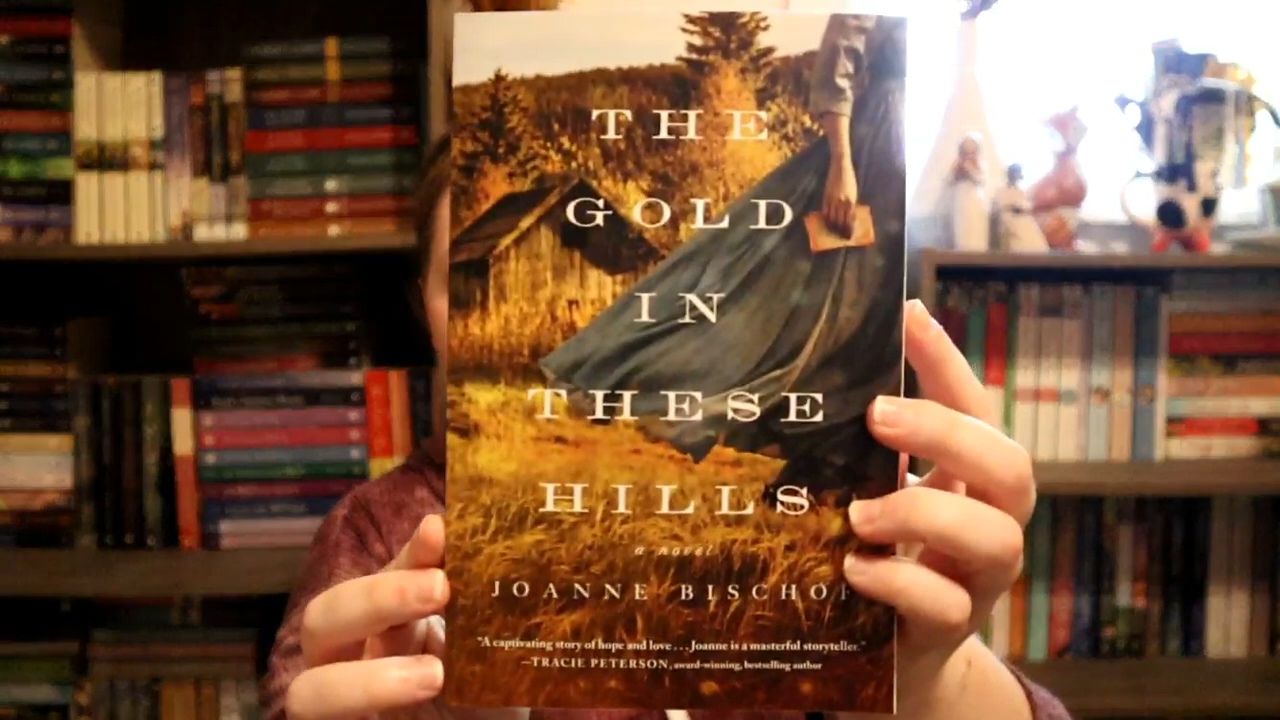 THE
GOLD
IN
THESE
HILLS
a novel
JOANNE BISCHOF
"A captivating story of hope and love . . . Joanne is a masterful storyteller."
—TRACIE PETERSON, award-winning, bestselling author